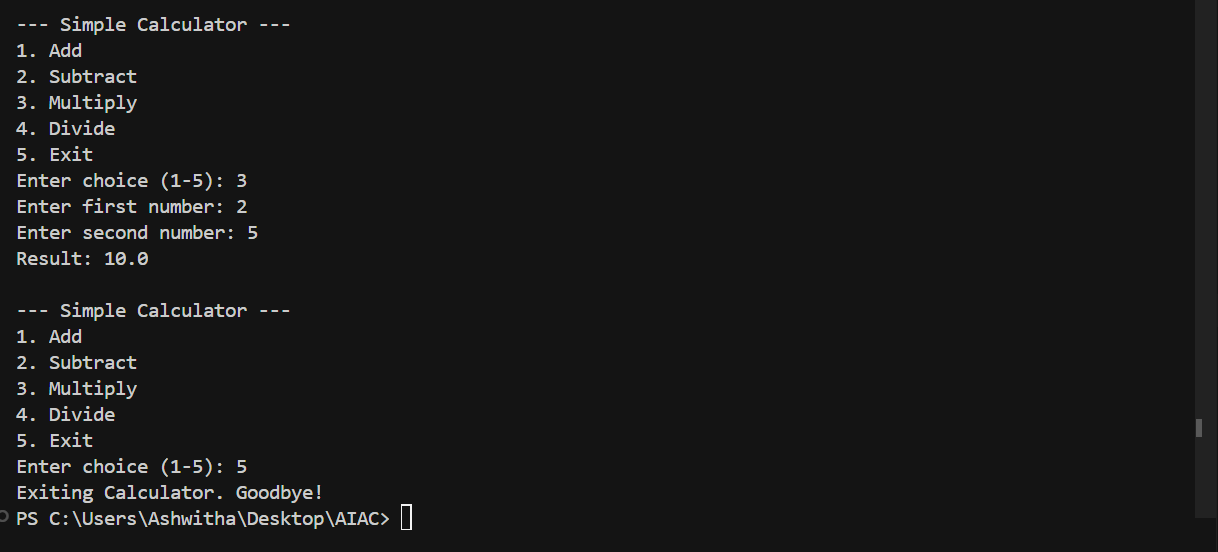 --- Simple Calculator ---
1. Add
2. Subtract
3. Multiply
4. Divide
5. Exit
Enter choice (1-5): 3
Enter first number: 2
Enter second number: 5
Result: 10.0

--- Simple Calculator ---
1. Add
2. Subtract
3. Multiply
4. Divide
5. Exit
Enter choice (1-5): 5
Exiting Calculator. Goodbye!
PS C:\Users\Ashwitha\Desktop\AIAC>